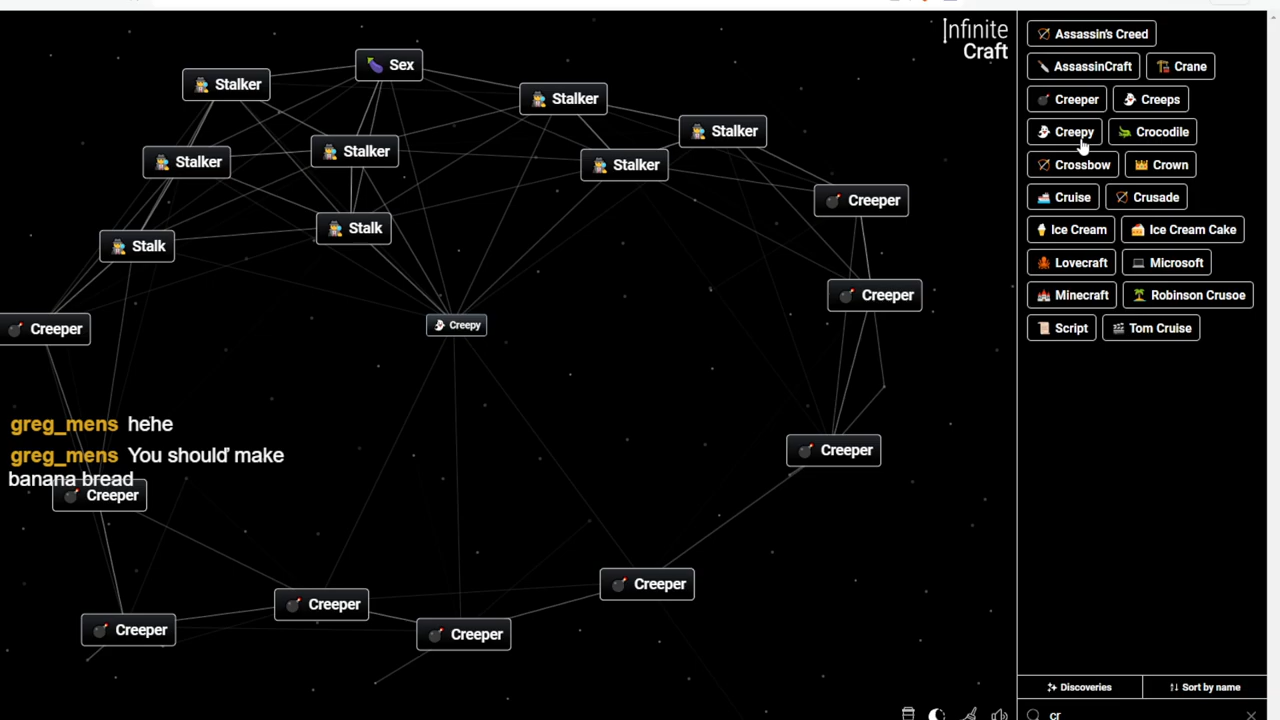 Infinite
Craft
Sex
Stalker
Stalker
Stalker
Stalker
Stalker
Stalker
Creeper
Stalk
Stalk
Creeper
Creeper
Creepy
greg_mens hehe
greg_mens You should make
banana bread
Creeper
Creeper
Creeper
Creeper
Creeper
Creeper
Assassin's Creed
AssassinCraft Crane
Creeper Creeps
Creepy Crocodile
Crossbow Crown
Cruise Crusade
Ice Cream Ice Cream Cake
Lovecraft Microsoft
Minecraft Robinson Crusoe
Script Tom Cruise
Discoveries Sort by name
cr